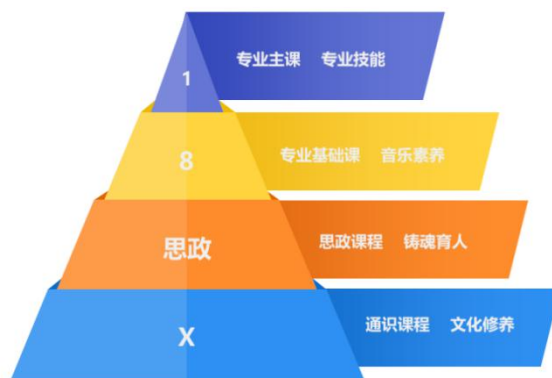 1
专业主课 专业技能
8
专业基础课 音乐素养
思政
思政课程 铸魂育人
X
通识课程 文化修养